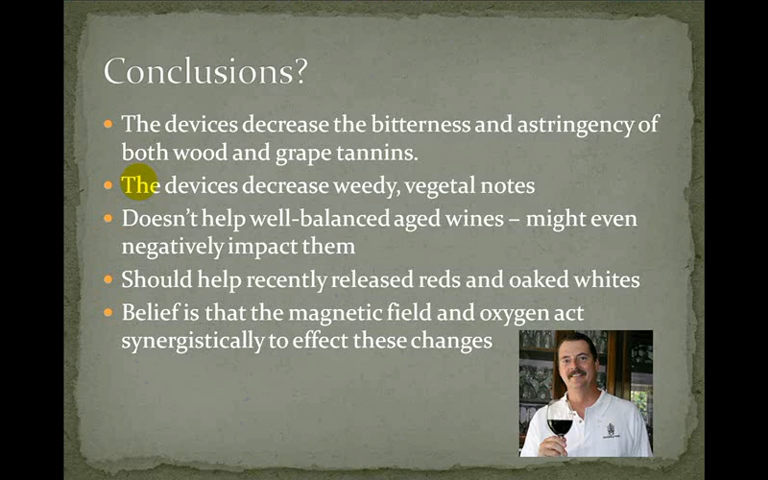 Conclusions?
The devices decrease the bitterness and astringency of
both wood and grape tannins.
The devices decrease weedy, vegetal notes
Doesn't help well-balanced aged wines – might even
negatively impact them
Should help recently released reds and oaked whites
Belief is that the magnetic field and oxygen act
synergistically to effect these changes